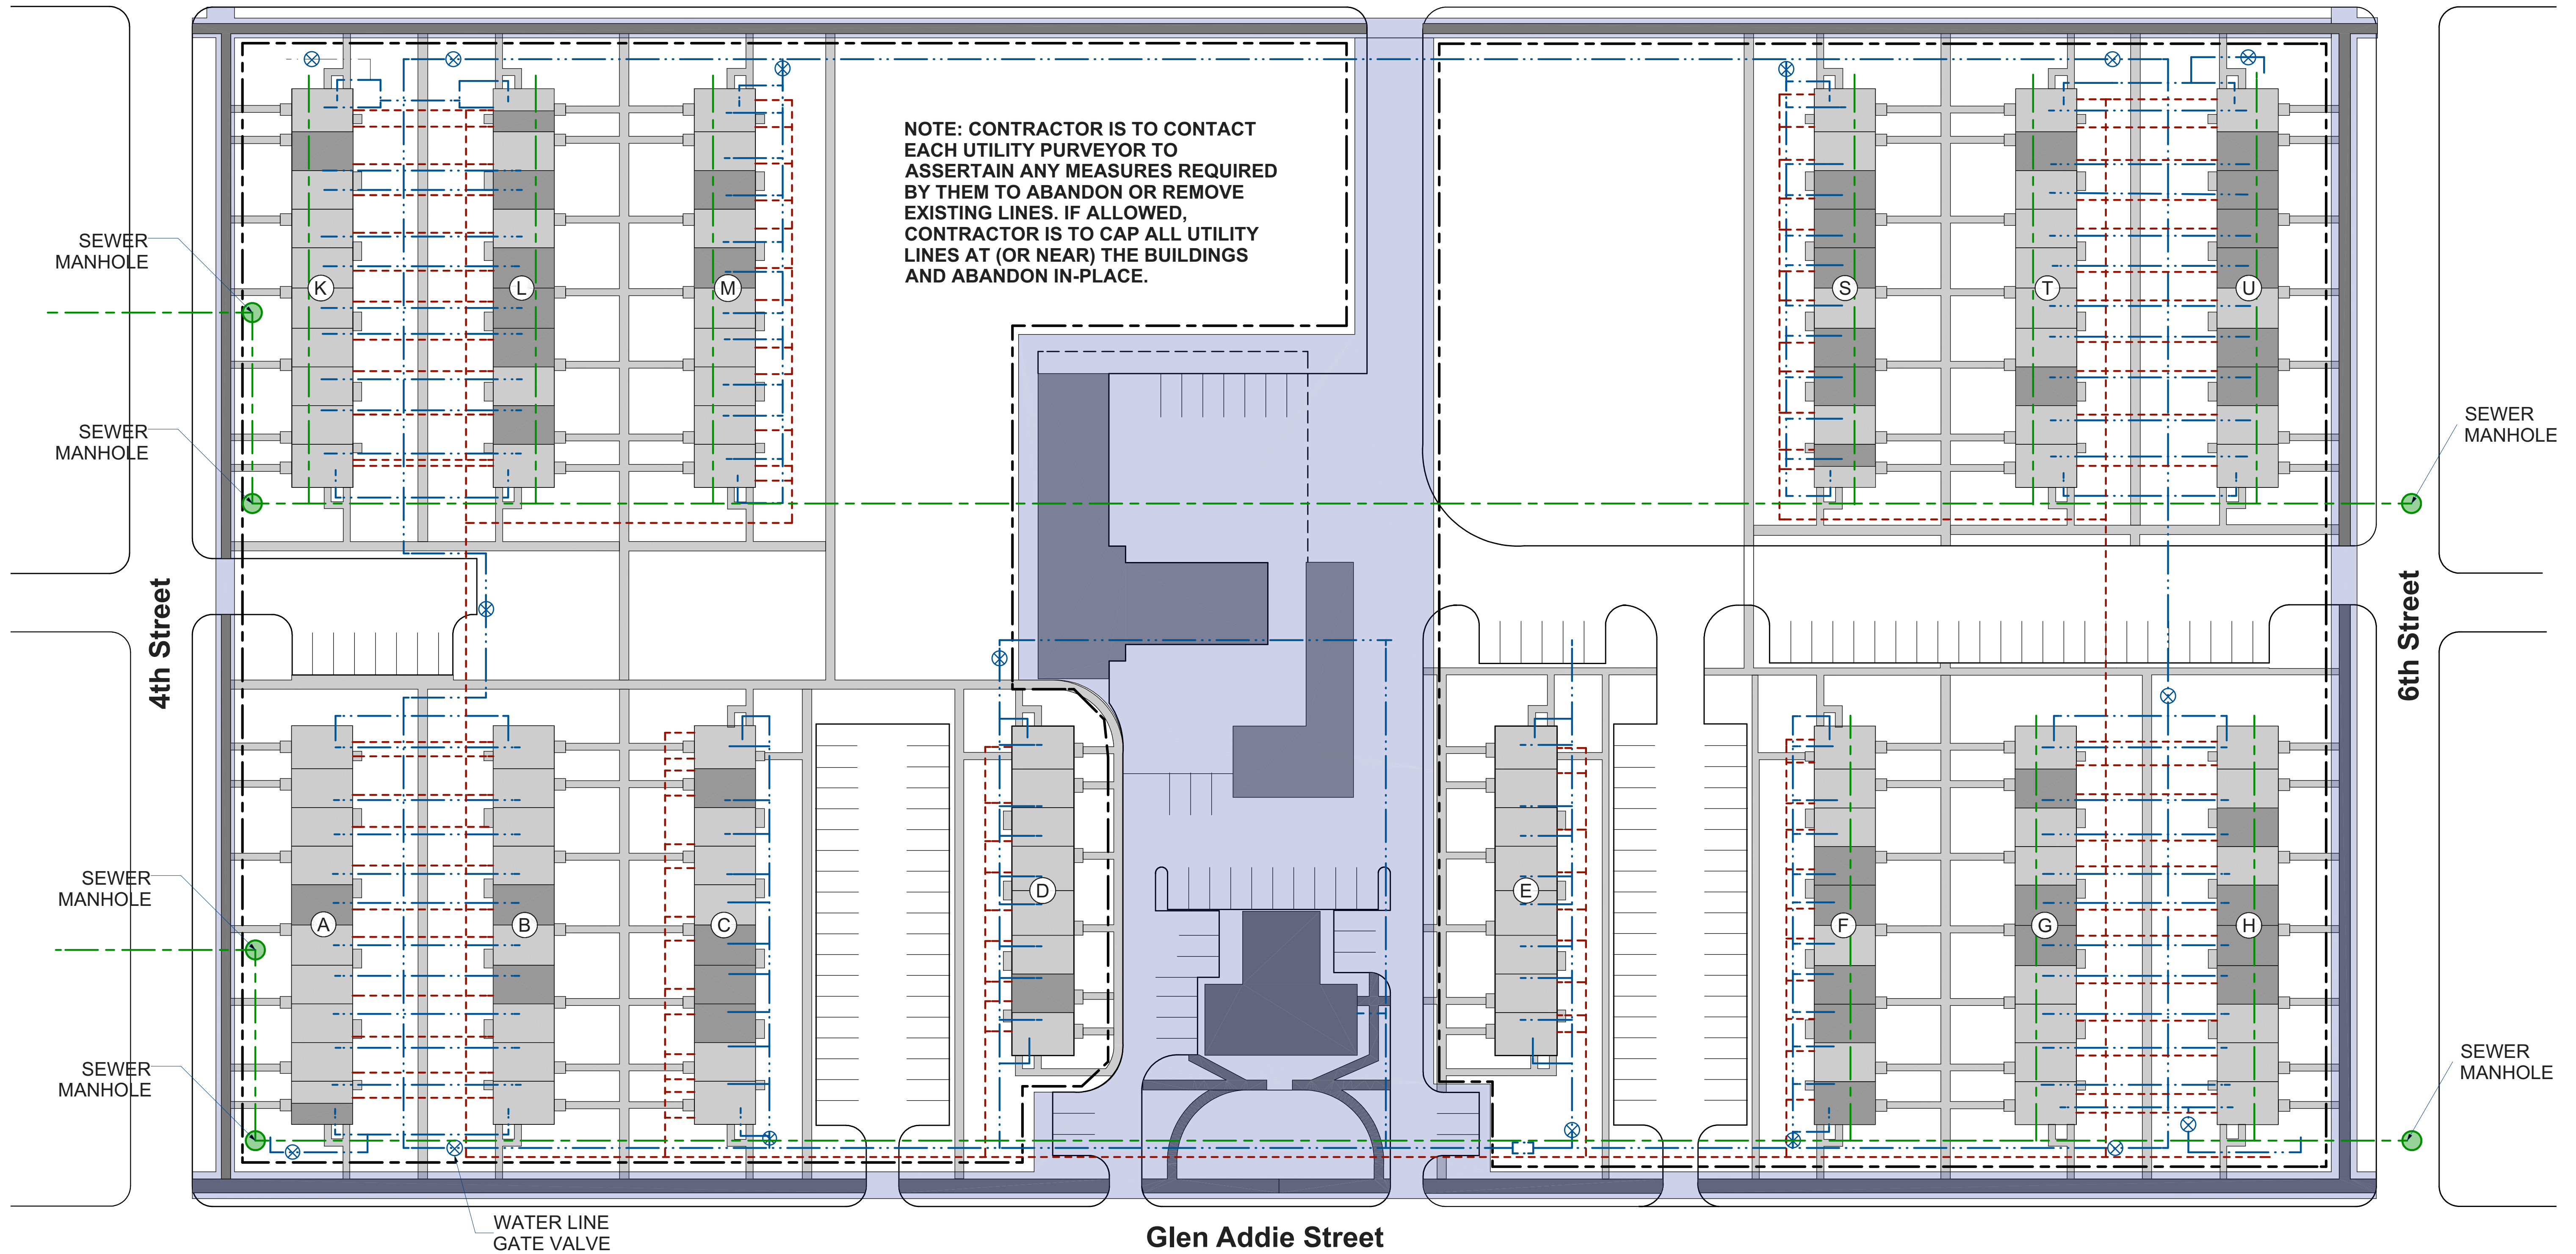 NOTE: CONTRACTOR IS TO CONTACT
EACH UTILITY PURVEYOR TO
ASSERTAIN ANY MEASURES REQUIRED
BY THEM TO ABANDON OR REMOVE
EXISTING LINES. IF ALLOWED,
CONTRACTOR IS TO CAP ALL UTILITY
LINES AT (OR NEAR) THE BUILDINGS
AND ABANDON IN-PLACE.
SEWER
MANHOLE
K
L
M
S
T
U
SEWER
MANHOLE
SEWER
MANHOLE
4th Street
6th Street
SEWER
MANHOLE
A
B
C
D
E
F
G
H
SEWER
MANHOLE
SEWER
MANHOLE
WATER LINE
GATE VALVE
Glen Addie Street